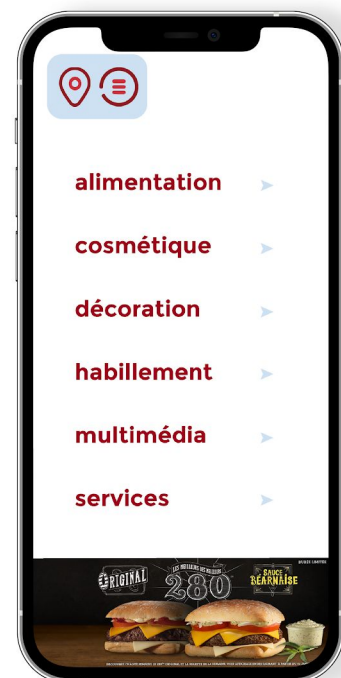 alimentation
cosmétique
décoration
habillement
multimédia
services
ORIGINAL
280
SAUCE
BÉARNAISE